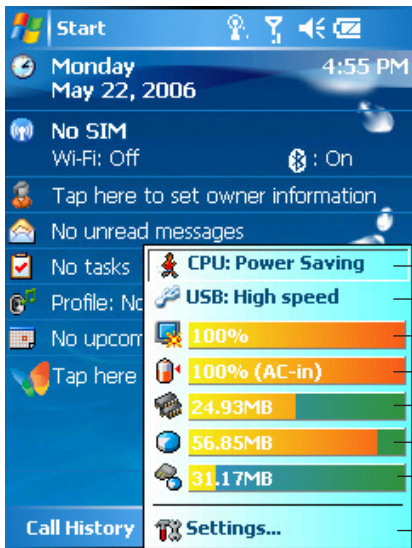 Start
Monday 4:55 PM
May 22, 2006
No SIM
Wi-Fi: Off : On
Tap here to set owner information
No unread messages
No tasks
CPU: Power Saving
Profile: No
USB: High speed
No upcom
100%
Tap here
100% (AC-in)
24.93MB
56.85MB
31.17MB
Call History
Settings...